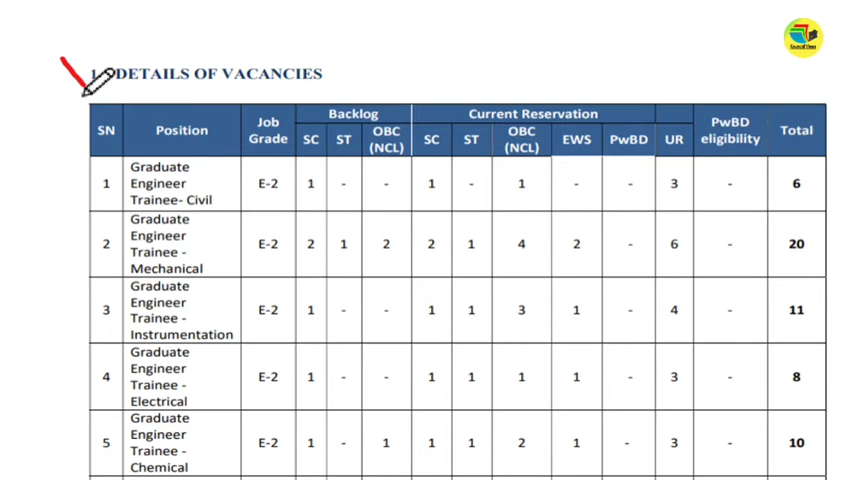 1. DETAILS OF VACANCIES
SN Position Job Grade Backlog Current Reservation UR PwBD eligibility Total
SC ST OBC (NCL) SC ST OBC (NCL) EWS PwBD
1 Graduate Engineer Trainee- Civil E-2 1 - - 1 - 1 - - 3 - 6
2 Graduate Engineer Trainee - Mechanical E-2 2 1 2 2 1 4 2 - 6 - 20
3 Graduate Engineer Trainee - Instrumentation E-2 1 - - 1 1 3 1 - 4 - 11
4 Graduate Engineer Trainee - Electrical E-2 1 - - 1 1 1 1 - 3 - 8
5 Graduate Engineer Trainee - Chemical E-2 1 - 1 1 1 2 1 - 3 - 10